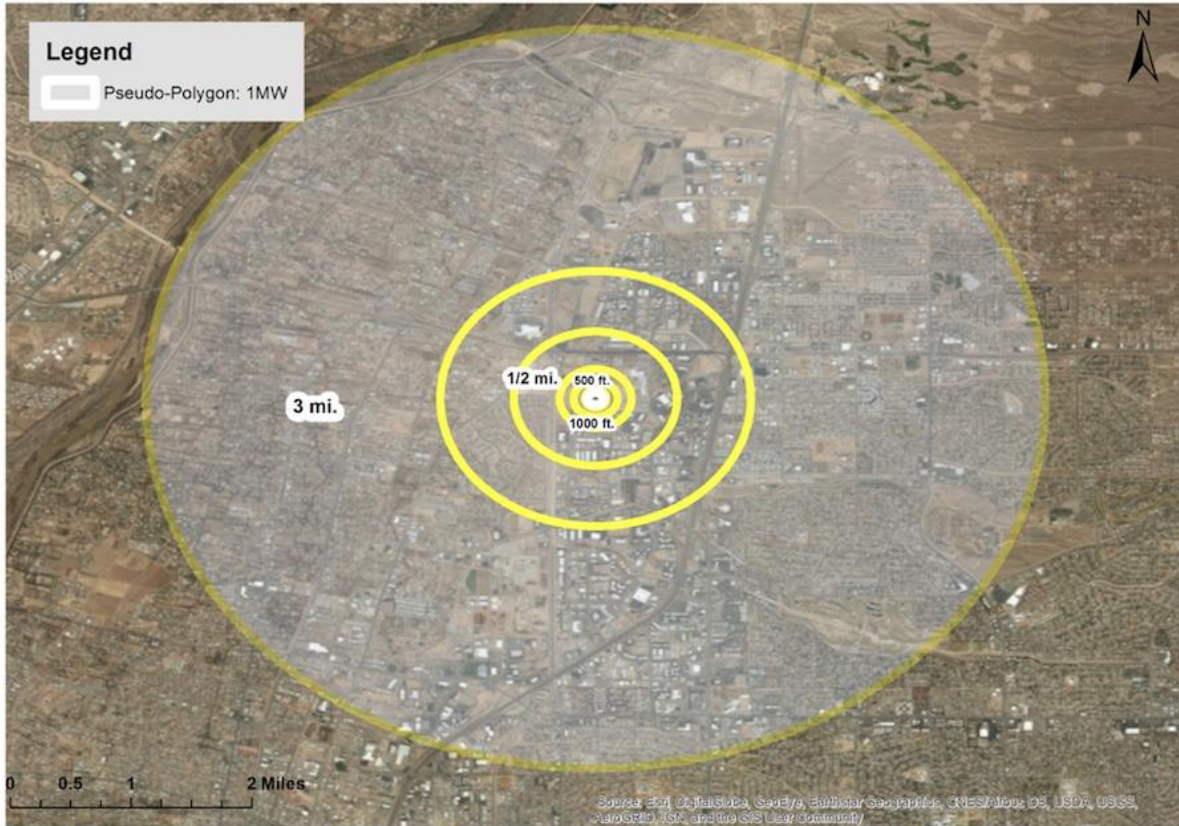 Legend
Pseudo-Polygon: 1MW
N
1/2 mi.
500 ft.
3 mi.
1000 ft.
0 0.5 1 2 Miles
Source: Esri, DigitalGlobe, GeoEye, Earthstar Geographics, CNES/Airbus DS, USDA, USGS,
AeroGRID, IGN, and the GIS User Community